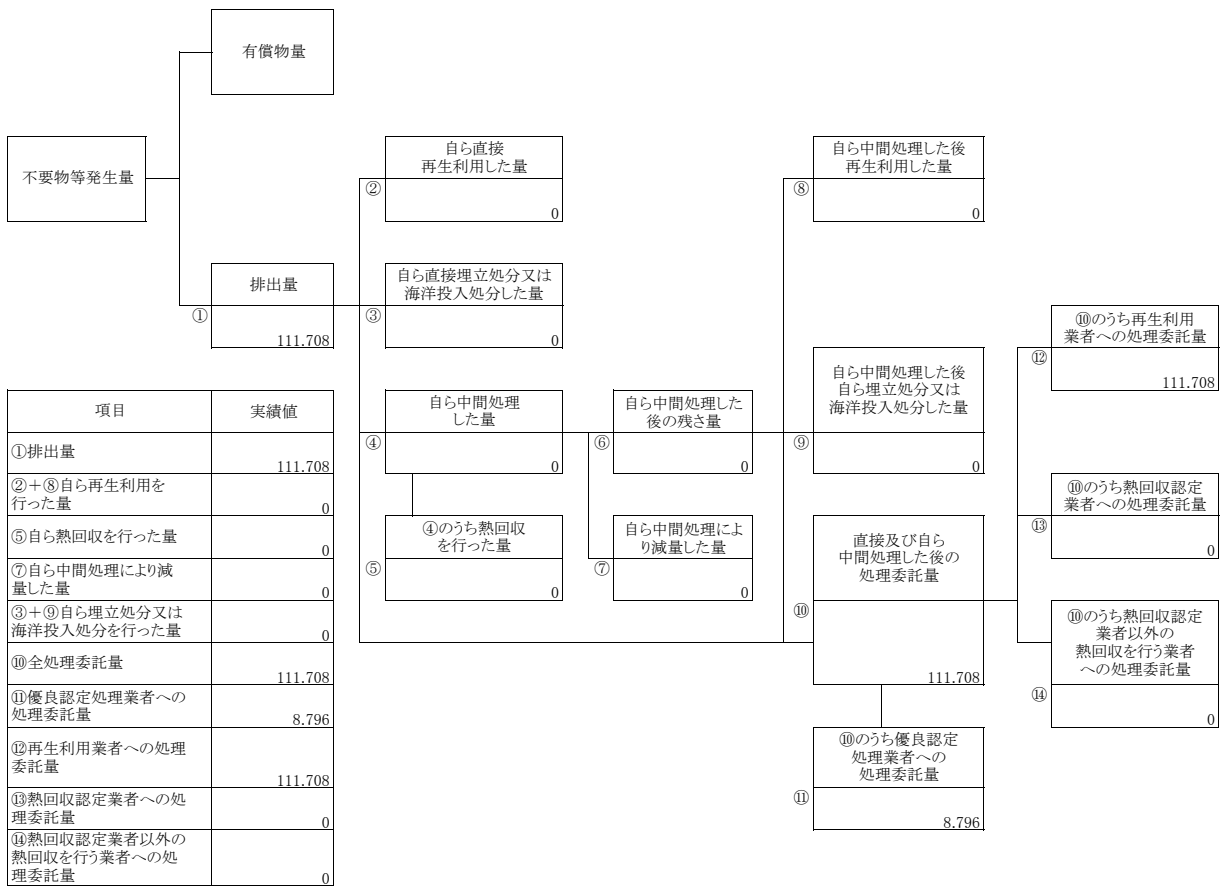 有償物量
不要物等発生量
排出量
①
111.708
自ら直接
再生利用した量
②
0
自ら直接埋立処分又は
海洋投入処分した量
③
0
自ら中間処理
した量
④
0
④のうち熱回収
を行った量
⑤
0
自ら中間処理した
後の残さ量
⑥
0
自ら中間処理によ
り減量した量
⑦
0
自ら中間処理した後
再生利用した量
⑧
0
自ら中間処理した後
自ら埋立処分又は
海洋投入処分した量
⑨
0
直接及び自ら
中間処理した後の
処理委託量
⑩
111.708
⑩のうち優良認定
処理業者への
処理委託量
⑪
8.796
⑩のうち再生利用
業者への処理委託量
⑫
111.708
⑩のうち熱回収認定
業者への処理委託量
⑬
0
⑩のうち熱回収認定
業者以外の
熱回収を行う業者
への処理委託量
⑭
0
項目 実績値
①排出量
111.708
②+⑧自ら再生利用を
行った量
0
⑤自ら熱回収を行った量
0
⑦自ら中間処理により減
量した量
0
③+⑨自ら埋立処分又は
海洋投入処分を行った量
0
⑩全処理委託量
111.708
⑪優良認定処理業者への
処理委託量
8.796
⑫再生利用業者への処理
委託量
111.708
⑬熱回収認定業者への処
理委託量
0
⑭熱回収認定業者以外の
熱回収を行う業者への処
理委託量
0